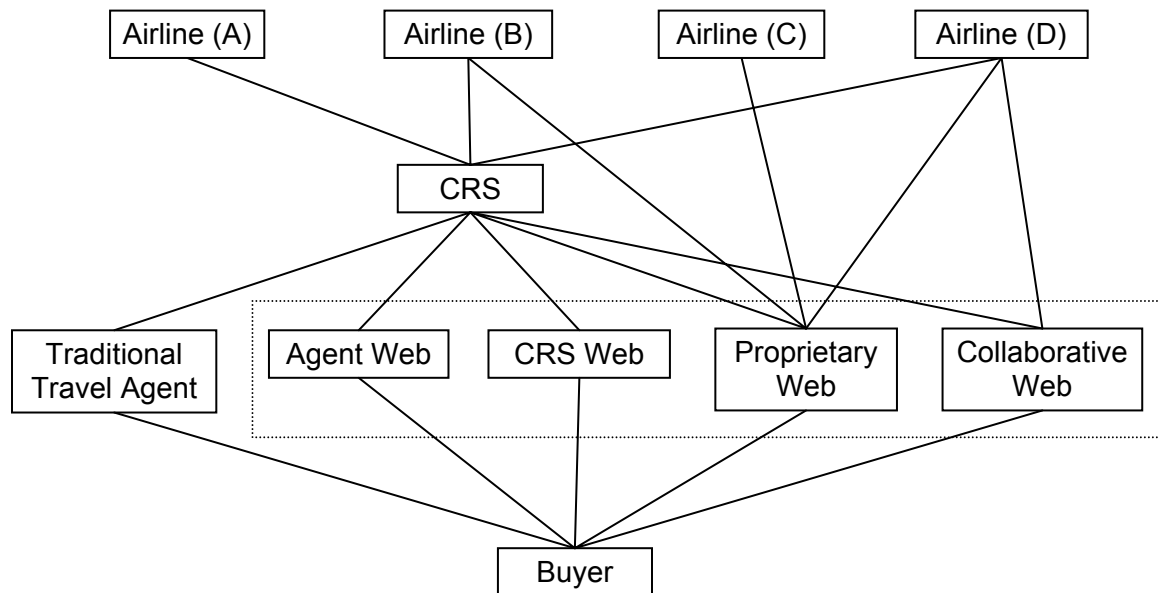 Airline (A)
Airline (B)
Airline (C)
Airline (D)
CRS
Traditional
Travel Agent
Agent Web
CRS Web
Proprietary
Web
Collaborative
Web
Buyer